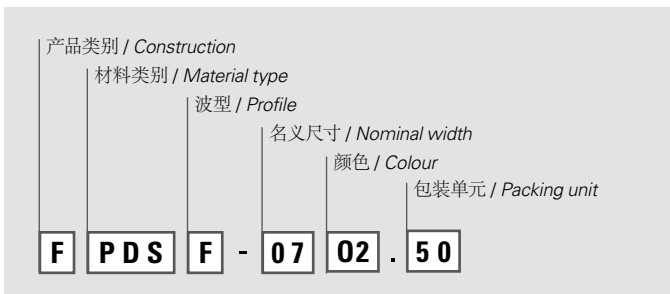 产品类别 / Construction
材料类别 / Material type
波型 / Profile
名义尺寸 / Nominal width
颜色 / Colour
包装单元 / Packing unit
F PDS F - 07 02 . 50